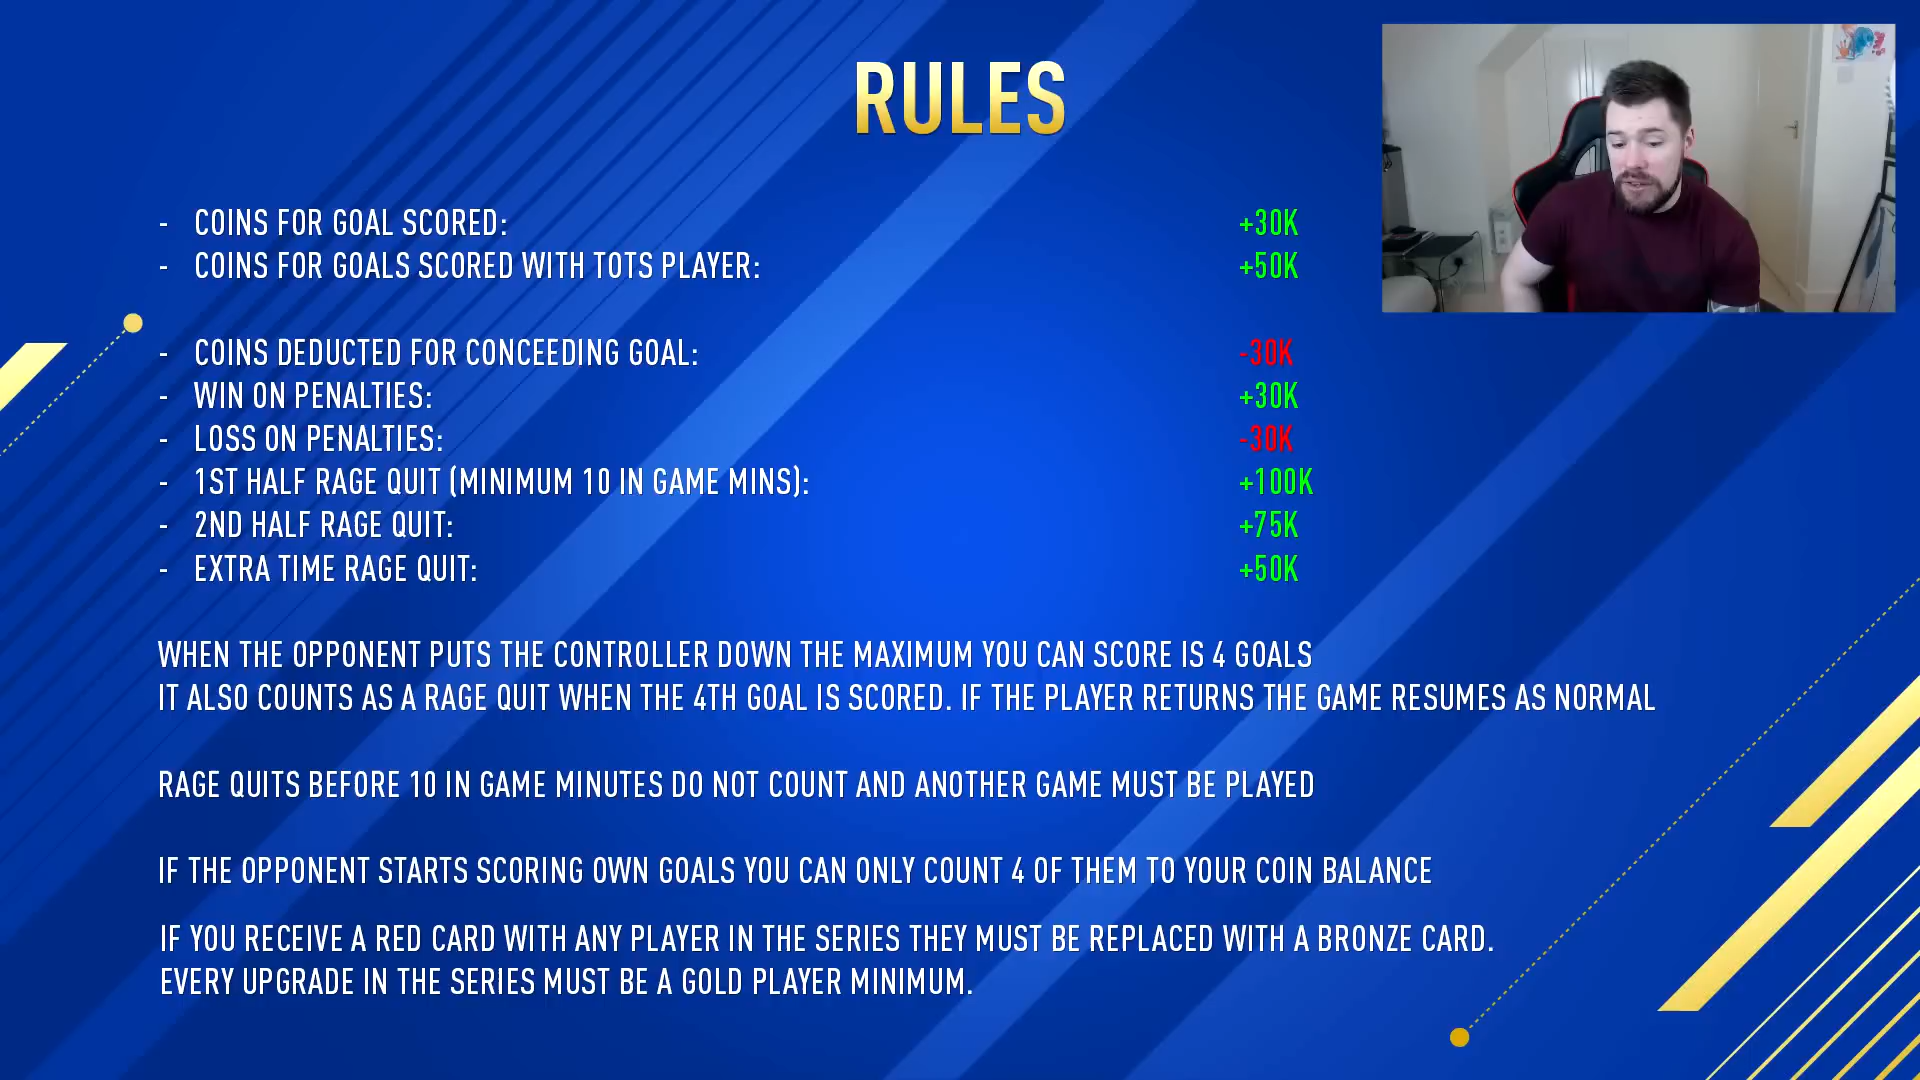 RULES
- COINS FOR GOAL SCORED: +30K
- COINS FOR GOALS SCORED WITH TOTS PLAYER: +50K
- COINS DEDUCTED FOR CONCEEDING GOAL: -30K
- WIN ON PENALTIES: +30K
- LOSS ON PENALTIES: -30K
- 1ST HALF RAGE QUIT (MINIMUM 10 IN GAME MINS): +100K
- 2ND HALF RAGE QUIT: +75K
- EXTRA TIME RAGE QUIT: +50K
WHEN THE OPPONENT PUTS THE CONTROLLER DOWN THE MAXIMUM YOU CAN SCORE IS 4 GOALS
IT ALSO COUNTS AS A RAGE QUIT WHEN THE 4TH GOAL IS SCORED. IF THE PLAYER RETURNS THE GAME RESUMES AS NORMAL
RAGE QUITS BEFORE 10 IN GAME MINUTES DO NOT COUNT AND ANOTHER GAME MUST BE PLAYED
IF THE OPPONENT STARTS SCORING OWN GOALS YOU CAN ONLY COUNT 4 OF THEM TO YOUR COIN BALANCE
IF YOU RECEIVE A RED CARD WITH ANY PLAYER IN THE SERIES THEY MUST BE REPLACED WITH A BRONZE CARD.
EVERY UPGRADE IN THE SERIES MUST BE A GOLD PLAYER MINIMUM.